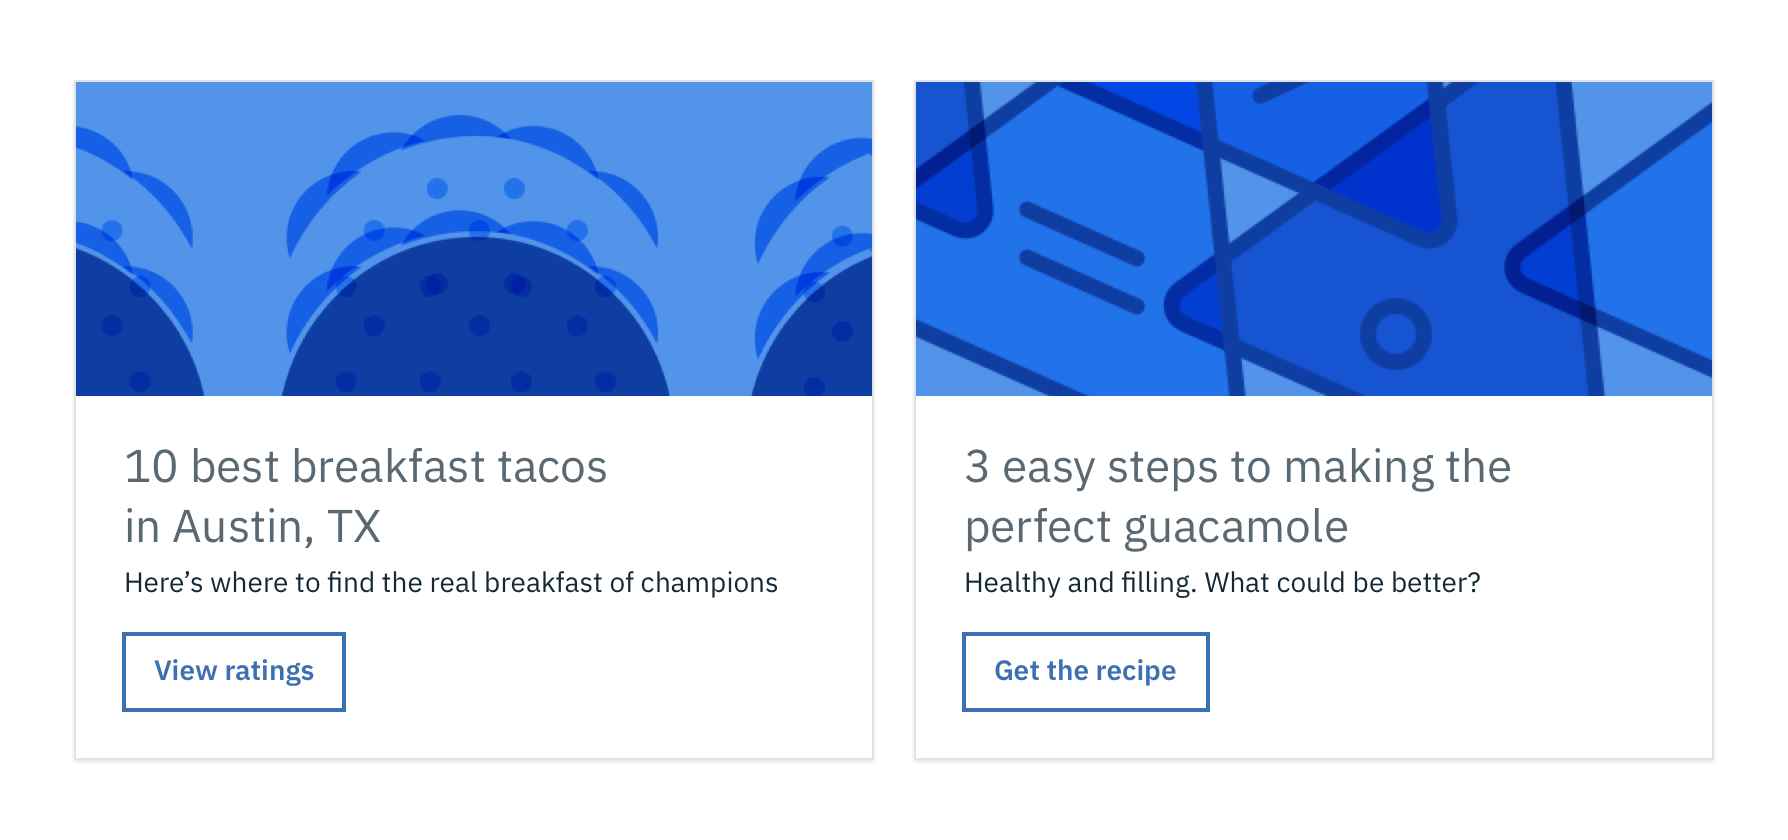 10 best breakfast tacos
in Austin, TX
Here’s where to find the real breakfast of champions
View ratings
3 easy steps to making the
perfect guacamole
Healthy and filling. What could be better?
Get the recipe